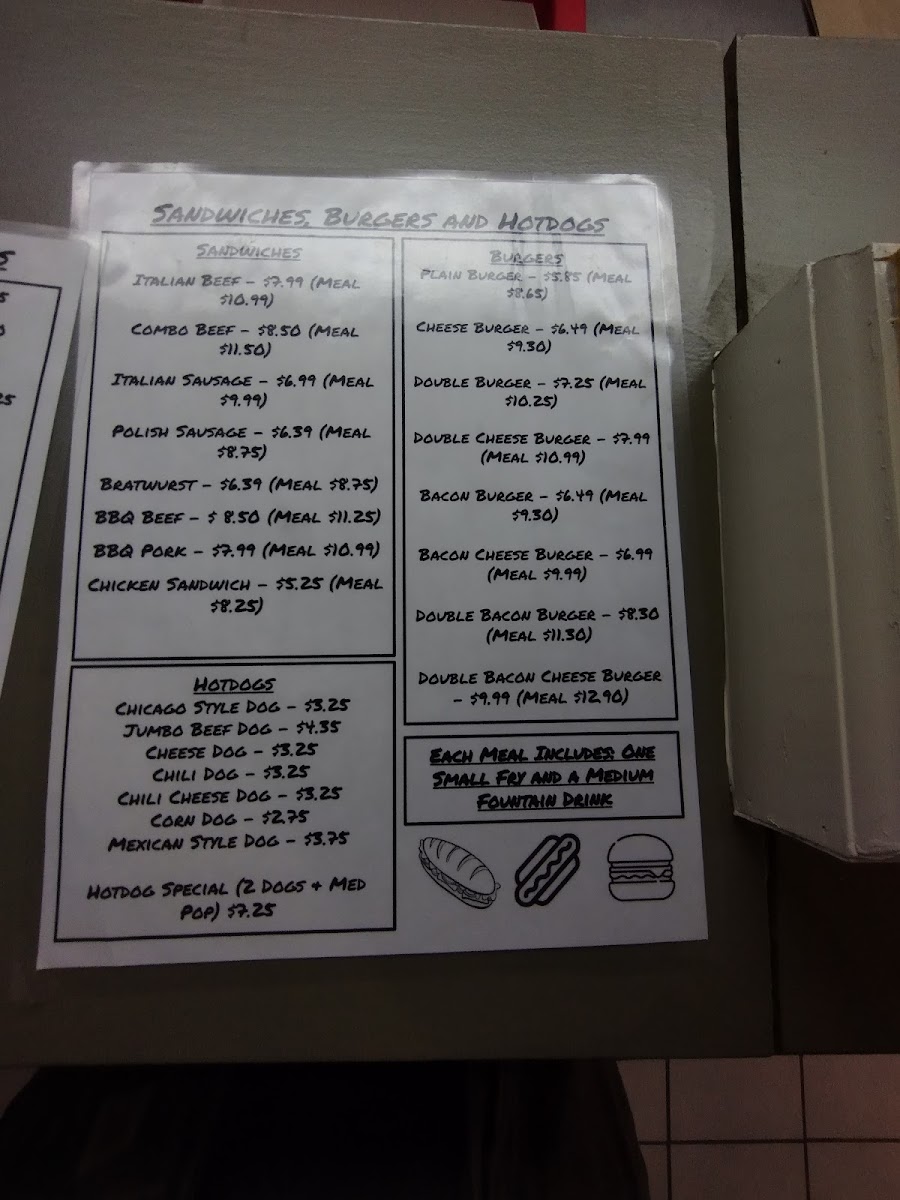 Sandwiches, Burgers and Hotdogs
Sandwiches
Italian Beef - $7.99 (Meal
$10.99)
Combo Beef - $8.50 (Meal
$11.50)
Italian Sausage - $6.99 (Meal
$9.99)
Polish Sausage - $6.39 (Meal
$8.75)
Bratwurst - $6.39 (Meal $8.75)
BBQ Beef - $ 8.50 (Meal $11.25)
BBQ Pork - $7.99 (Meal $10.99)
Chicken Sandwich - $5.25 (Meal
$8.25)
Hotdogs
Chicago Style Dog - $3.25
Jumbo Beef Dog - $4.35
Cheese Dog - $3.25
Chili Dog - $3.25
Chili Cheese Dog - $3.25
Corn Dog - $2.75
Mexican Style Dog - $3.75
Hotdog Special (2 Dogs + Med
Pop) $7.25
Burgers
Plain Burger - $5.85 (Meal
$8.65)
Cheese Burger - $6.49 (Meal
$9.30)
Double Burger - $7.25 (Meal
$10.25)
Double Cheese Burger - $7.99
(Meal $10.99)
Bacon Burger - $6.49 (Meal
$9.30)
Bacon Cheese Burger - $6.99
(Meal $9.99)
Double Bacon Burger - $8.30
(Meal $11.30)
Double Bacon Cheese Burger
- $9.99 (Meal $12.90)
Each Meal Includes: One
Small Fry and a Medium
Fountain Drink